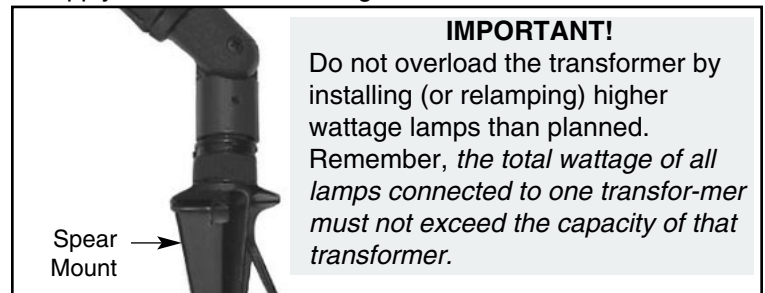 IMPORTANT!
Do not overload the transformer by
installing (or relamping) higher
wattage lamps than planned.
Remember, the total wattage of all
lamps connected to one transfor-mer
must not exceed the capacity of that
transformer.
Spear
Mount